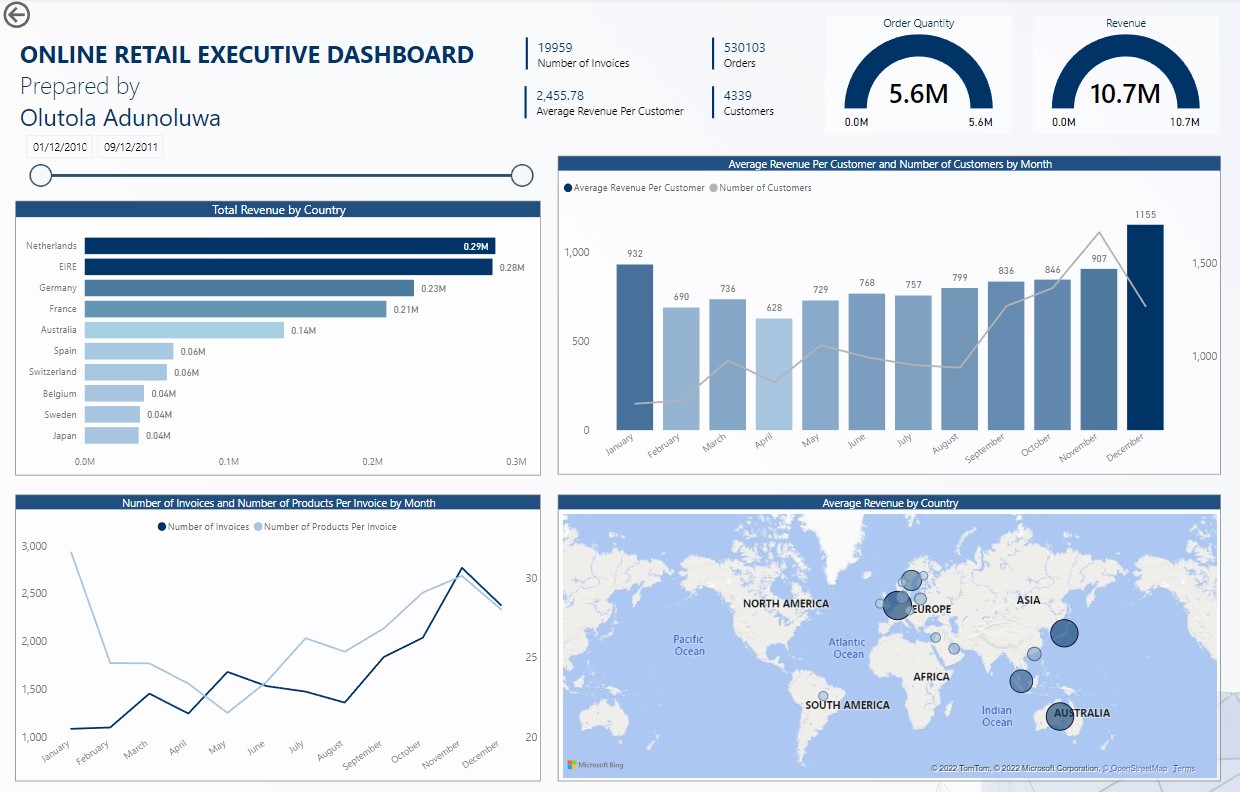 ONLINE RETAIL EXECUTIVE DASHBOARD
Prepared by
Olutola Adunoluwa
01/12/2010 09/12/2011
19959
Number of Invoices
530103
Orders
2,455.78
Average Revenue Per Customer
4339
Customers
Order Quantity
5.6M
0.0M 5.6M
Revenue
10.7M
0.0M 10.7M
Total Revenue by Country
Netherlands 0.29M
EIRE 0.28M
Germany 0.23M
France 0.21M
Australia 0.14M
Spain 0.06M
Switzerland 0.06M
Belgium 0.04M
Sweden 0.04M
Japan 0.04M
0.0M 0.1M 0.2M 0.3M
Average Revenue Per Customer and Number of Customers by Month
Average Revenue Per Customer Number of Customers
1,000
500
0
932 690 736 628 729 768 757 799 836 846 907 1155
1,500
1,000
January February March April May June July August September October November December
Number of Invoices and Number of Products Per Invoice by Month
Number of Invoices Number of Products Per Invoice
3,000
2,500
2,000
1,500
1,000
30
25
20
January February March April May June July August September October November December
Average Revenue by Country
NORTH AMERICA
EUROPE
ASIA
Pacific
Ocean
Atlantic
Ocean
AFRICA
SOUTH AMERICA
Indian
Ocean
AUSTRALIA
Microsoft Bing
© 2022 TomTom, © 2022 Microsoft Corporation, © OpenStreetMap Terms